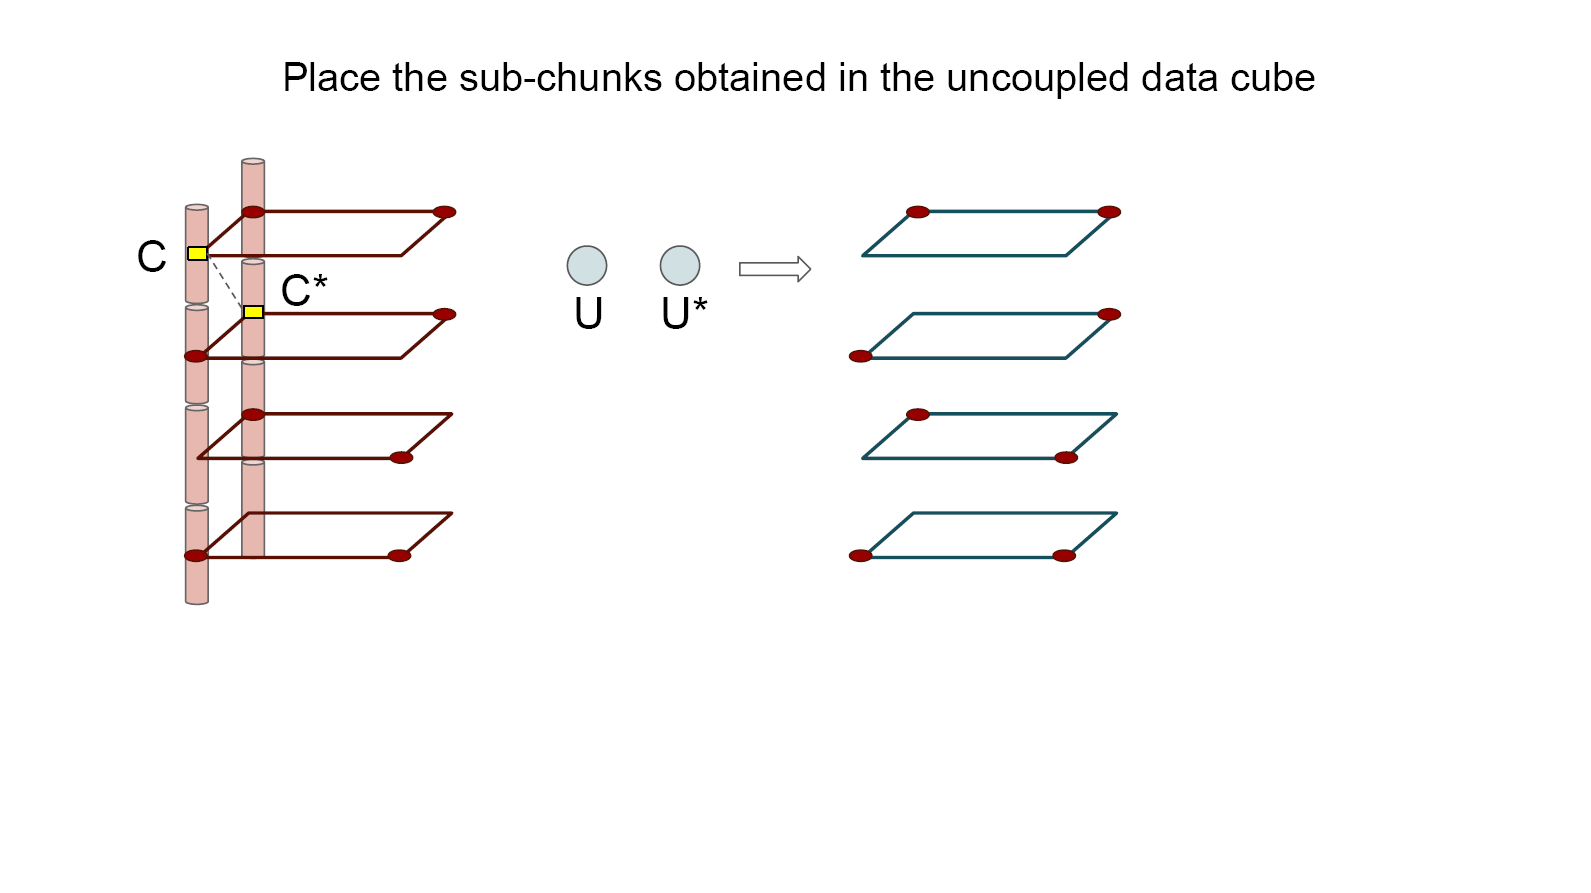 Place the sub-chunks obtained in the uncoupled data cube
C
C*
U U*